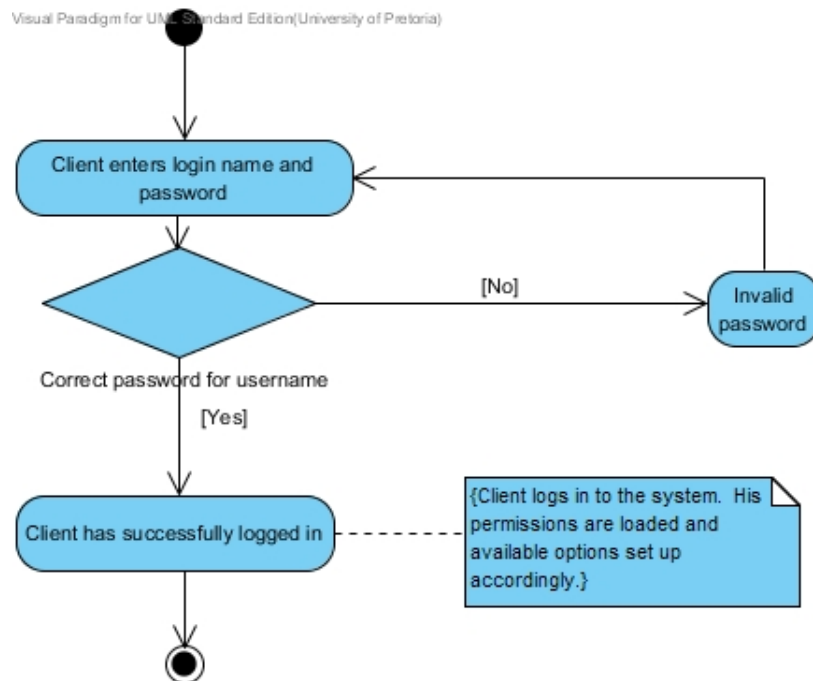 Visual Paradigm for UML Standard Edition(University of Pretoria)
Client enters login name and
password
[No]
Invalid
password
Correct password for username
[Yes]
Client has successfully logged in
{Client logs in to the system.  His
permissions are loaded and
available options set up
accordingly.}